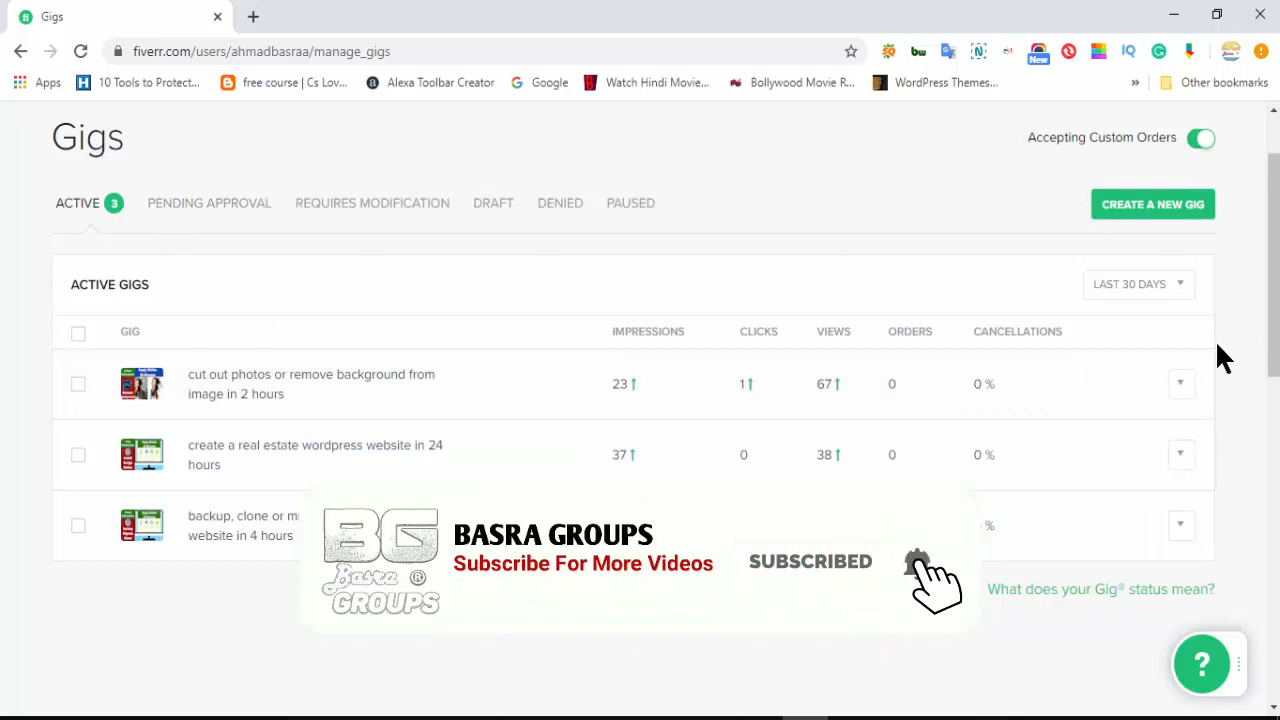 Gigs
fiverr.com/users/ahmadbasraa/manage_gigs
New
Apps
10 Tools to Protect...
free course | Cs Lov...
Alexa Toolbar Creator
Google
Watch Hindi Movie...
Bollywood Movie R...
WordPress Themes...
»
Other bookmarks
Gigs
Accepting Custom Orders
ACTIVE 3
PENDING APPROVAL
REQUIRES MODIFICATION
DRAFT
DENIED
PAUSED
CREATE A NEW GIG
ACTIVE GIGS
LAST 30 DAYS
GIG IMPRESSIONS CLICKS VIEWS ORDERS CANCELLATIONS
cut out photos or remove background from
image in 2 hours
23 1 67 0 0 %
create a real estate wordpress website in 24
hours
37 0 38 0 0 %
backup, clone or
website in 4 hours
%
BG
Basra ®
GROUPS
BASRA GROUPS
Subscribe For More Videos
SUBSCRIBED
What does your Gig® status mean?
?